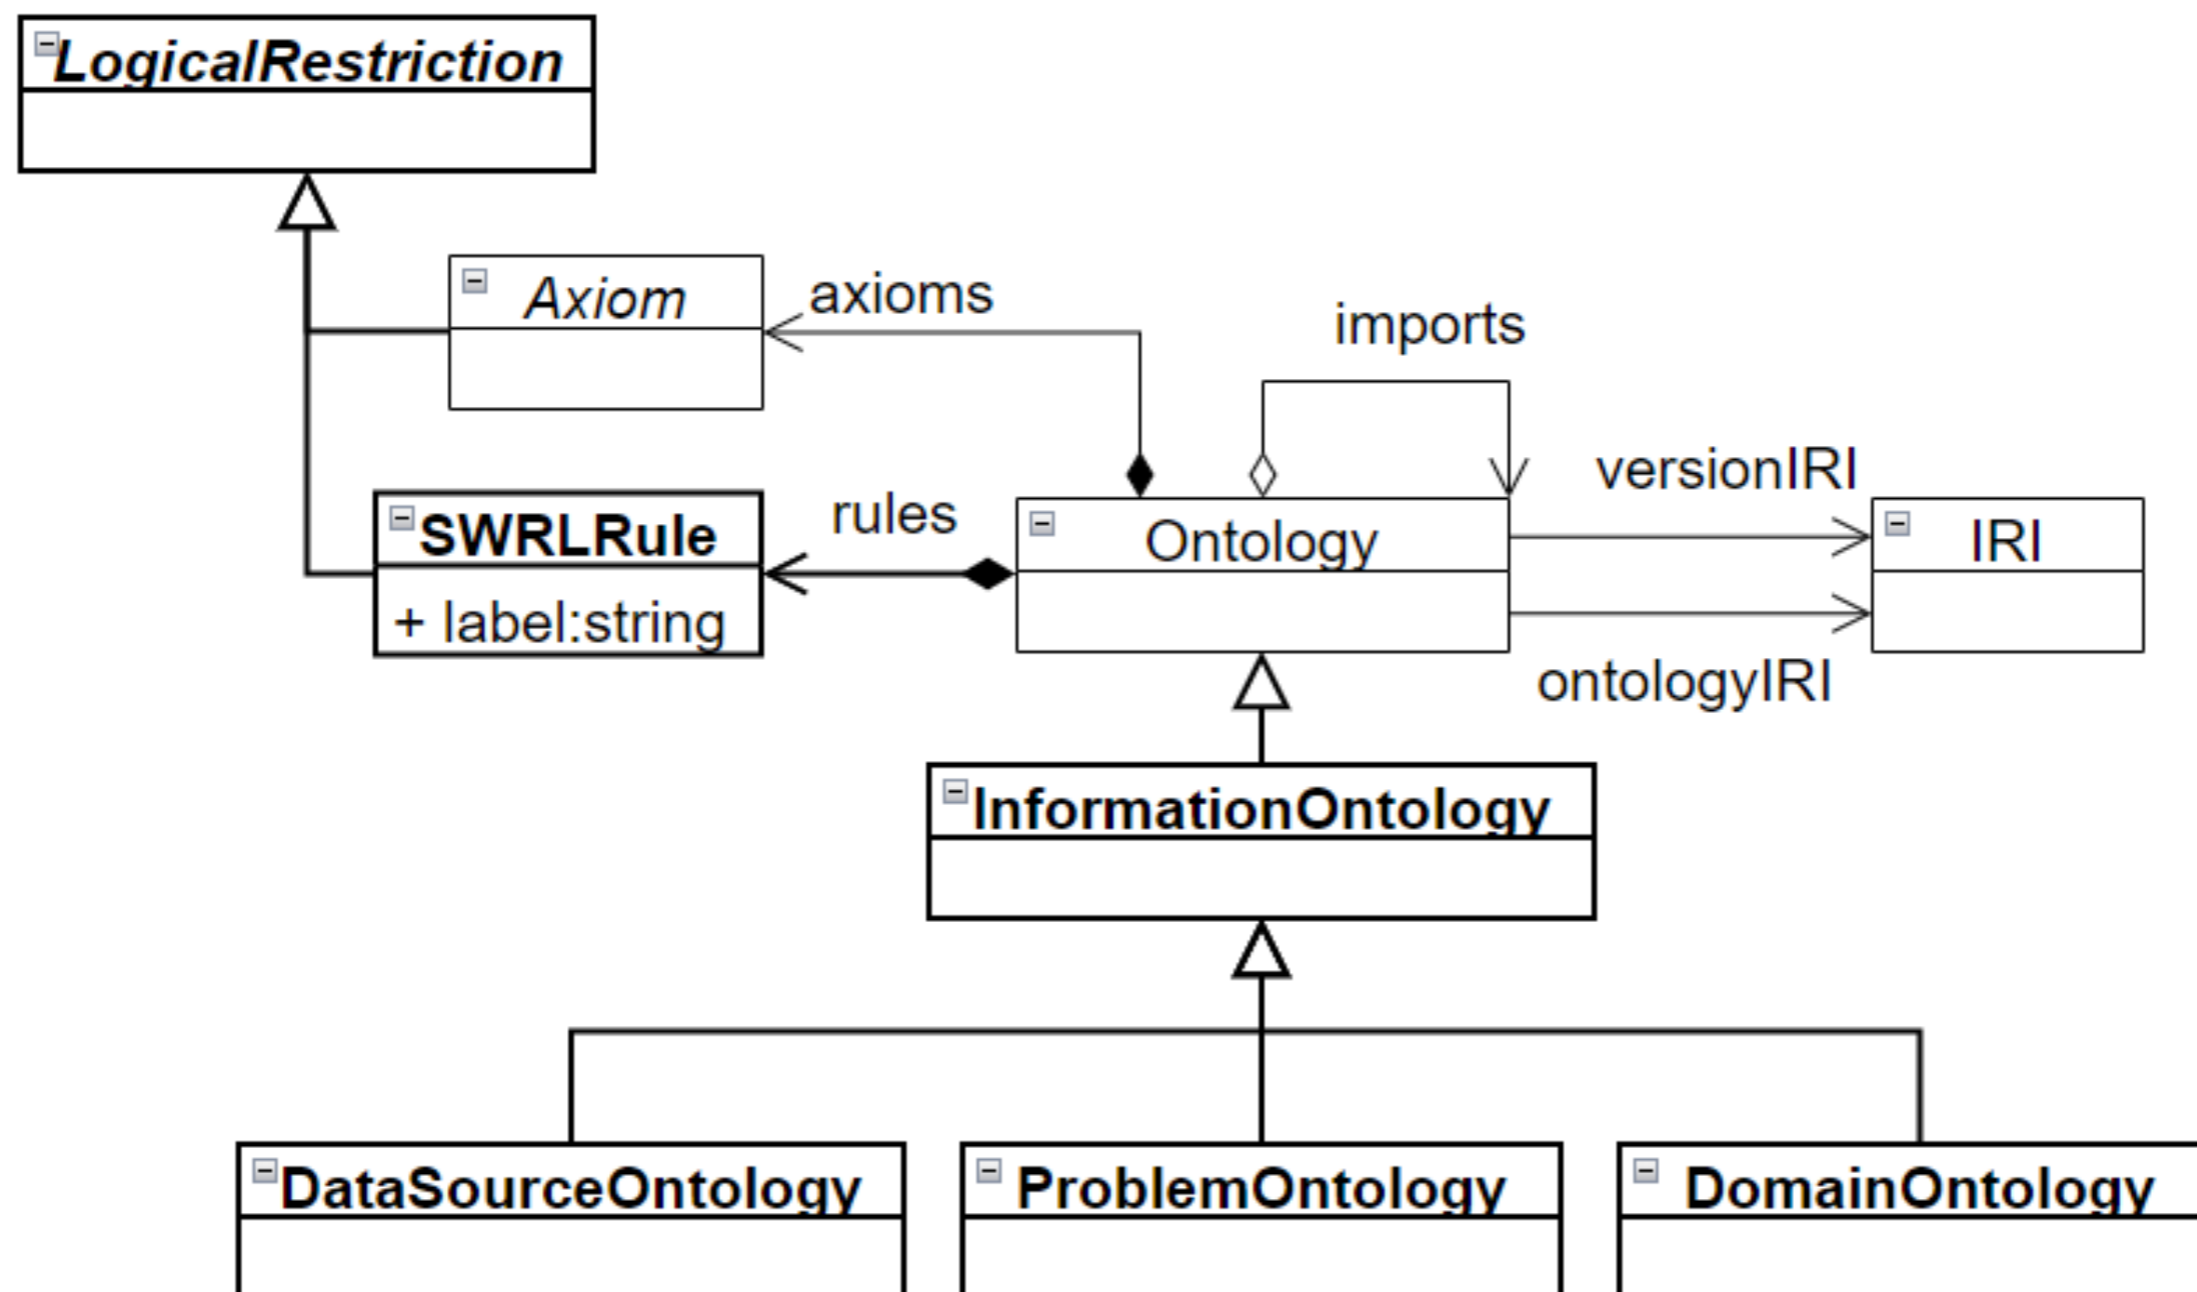 LogicalRestriction
Axiom
axioms
imports
versionIRI
SWRLRule
rules
Ontology
IRI
+ label:string
ontologyIRI
InformationOntology
DataSourceOntology
ProblemOntology
DomainOntology